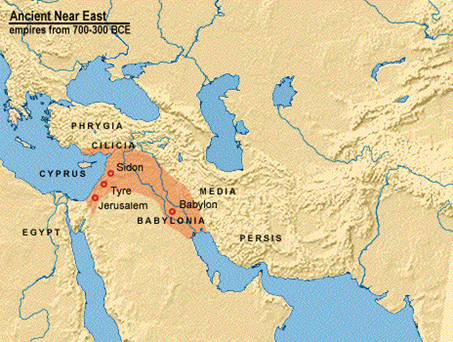 Ancient Near East
empires from 700-300 BCE
PHRYGIA
CILICIA
Sidon
CYPRUS
Tyre
MEDIA
Jerusalem
Babylon
BABYLONIA
EGYPT
PERSIS